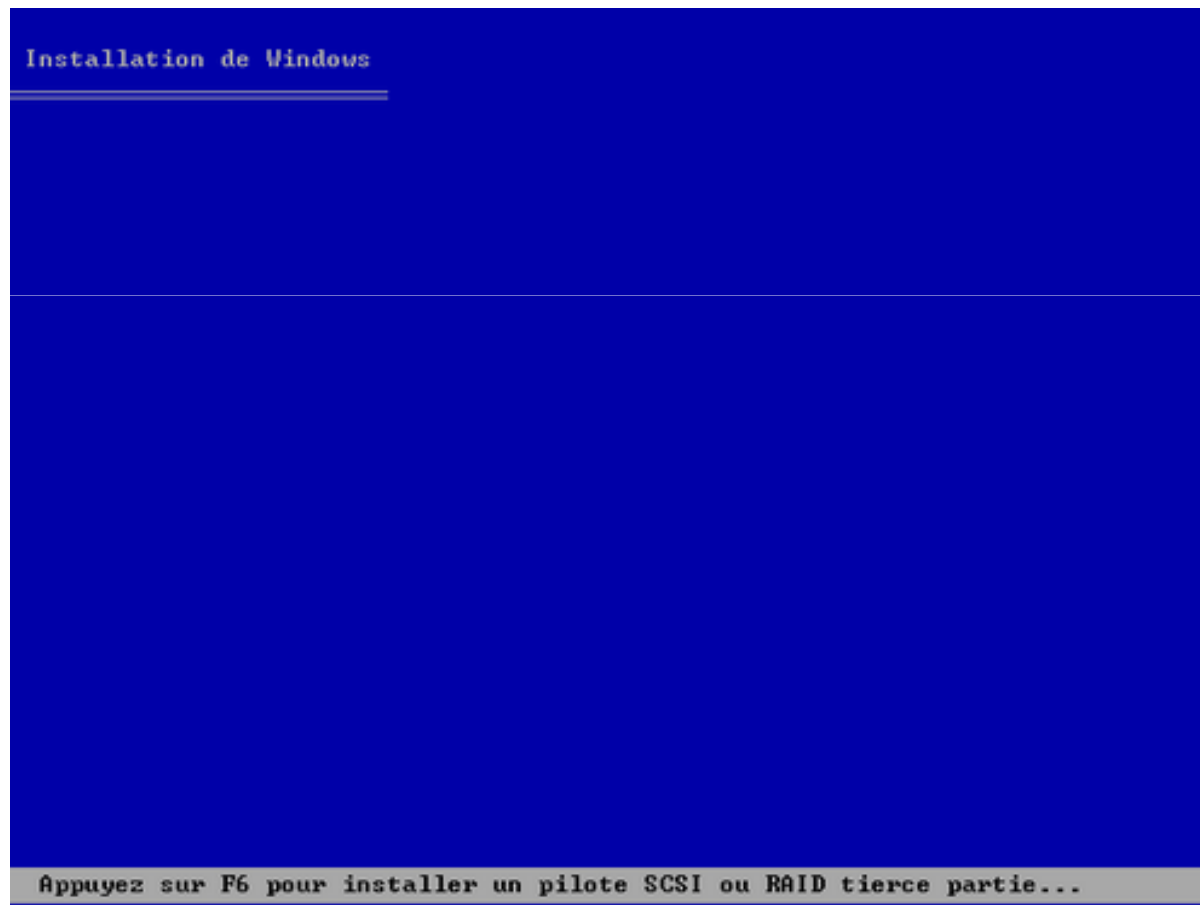 Installation de Windows
Appuyez sur F6 pour installer un pilote SCSI ou RAID tierce partie...